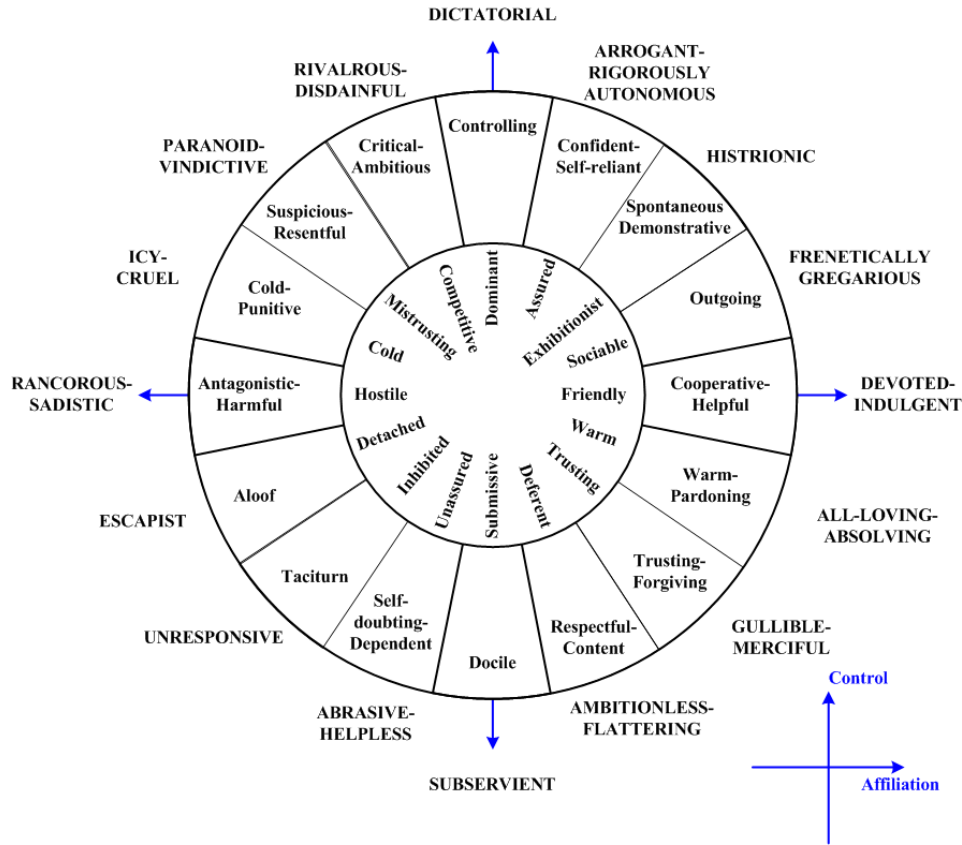 DICTATORIAL
ARROGANT-
RIGOROUSLY
AUTONOMOUS
RIVALROUS-
DISDAINFUL
HISTRIONIC
PARANOID-
VINDICTIVE
FRENETICALLY
GREGARIOUS
ICY-
CRUEL
RANCOROUS-
SADISTIC
DEVOTED-
INDULGENT
ESCAPIST
ALL-LOVING-
ABSOLVING
UNRESPONSIVE
GULLIBLE-
MERCIFUL
ABRASIVE-
HELPLESS
AMBITIONLESS-
FLATTERING
SUBSERVIENT
Controlling
Confident-
Self-reliant
Spontaneous
Demonstrative
Outgoing
Cooperative-
Helpful
Warm-
Pardoning
Trusting-
Forgiving
Respectful-
Content
Docile
Self-
doubting-
Dependent
Taciturn
Aloof
Antagonistic-
Harmful
Cold-
Punitive
Suspicious-
Resentful
Critical-
Ambitious
Dominant
Assured
Exhibitionist
Sociable
Friendly
Warm
Trusting
Deferent
Submissive
Unassured
Inhibited
Detached
Hostile
Cold
Mistrusting
Competitive
Control
Affiliation